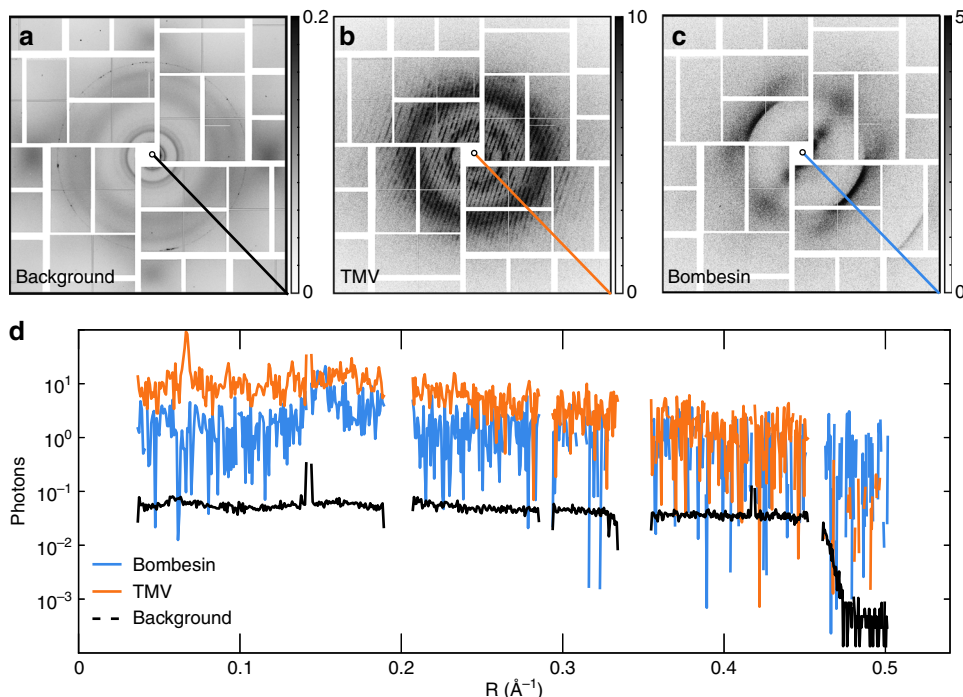 a
0.2
Background
0
b
10
TMV
0
c
5
Bombesin
0
d
Photons
10¹
10⁰
10⁻¹
10⁻²
10⁻³
Bombesin
TMV
Background
0 0.1 0.2 0.3 0.4 0.5
R (Å⁻¹)